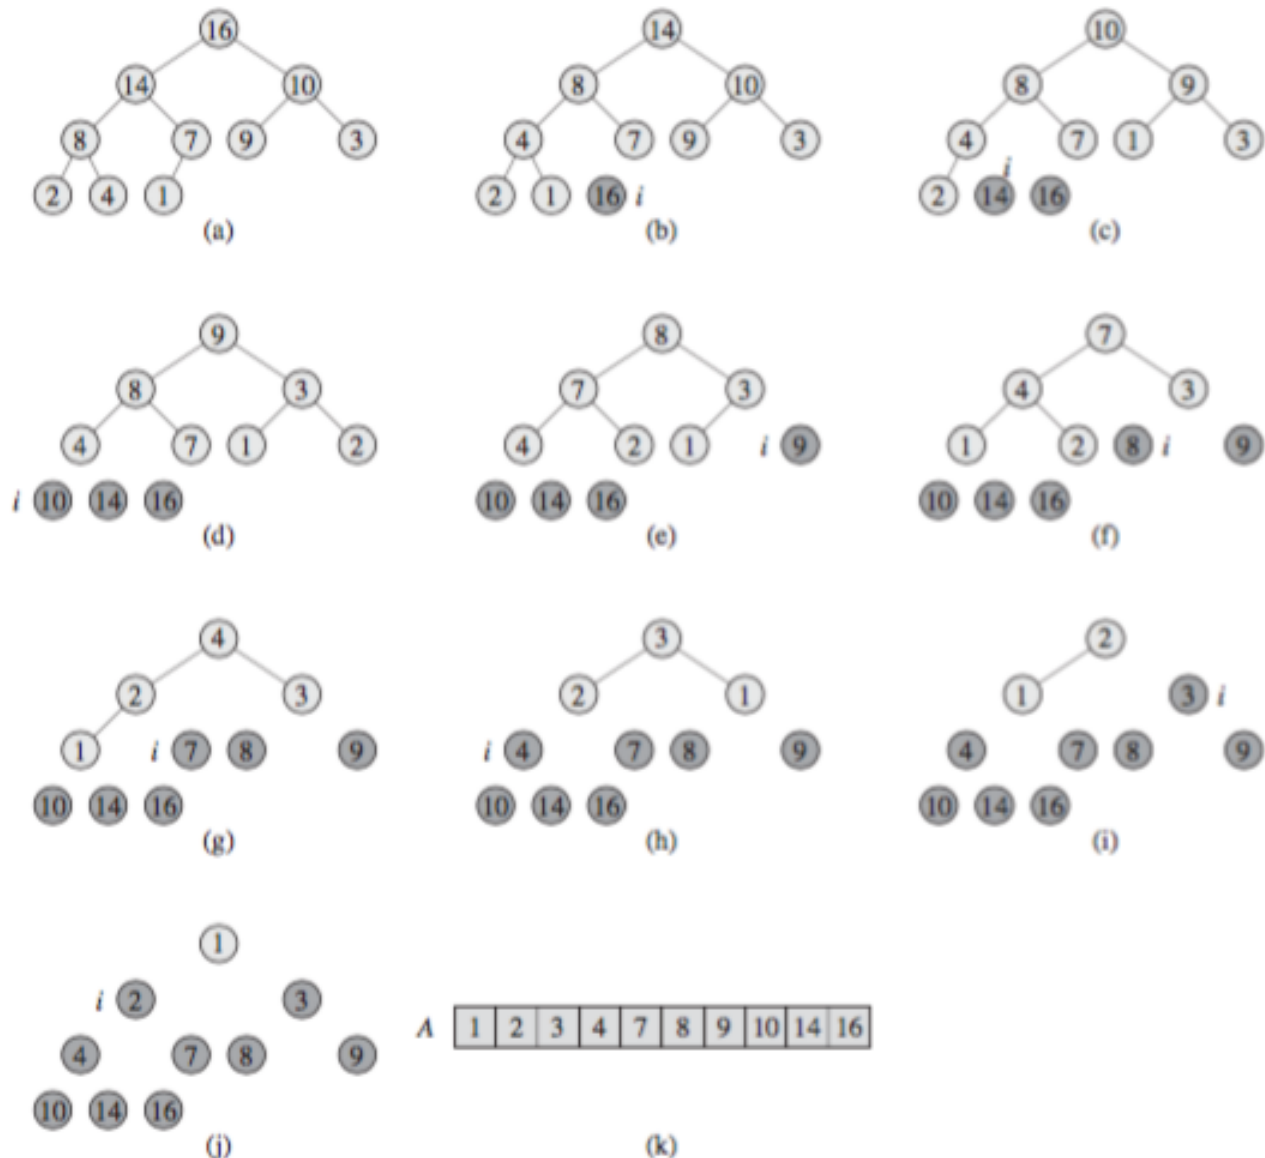 16 14 10
14 10 8 10 8 9
8 7 9 3 4 7 9 3 4 7 1 3
2 4 1 2 1 16 i 2 i 14 16
(a) (b) (c)
9 8 7
8 3 7 3 4 3
4 7 1 2 4 2 1 i 9 1 2 8 i 9
i 10 14 16 10 14 16 10 14 16
(d) (e) (f)
4 3 2
2 3 2 1 1 3 i
1 i 7 8 9 i 4 7 8 9 4 7 8 9
10 14 16 10 14 16 10 14 16
(g) (h) (i)
1
i 2 3
A 1 2 3 4 7 8 9 10 14 16
4 7 8 9
10 14 16
(j) (k)